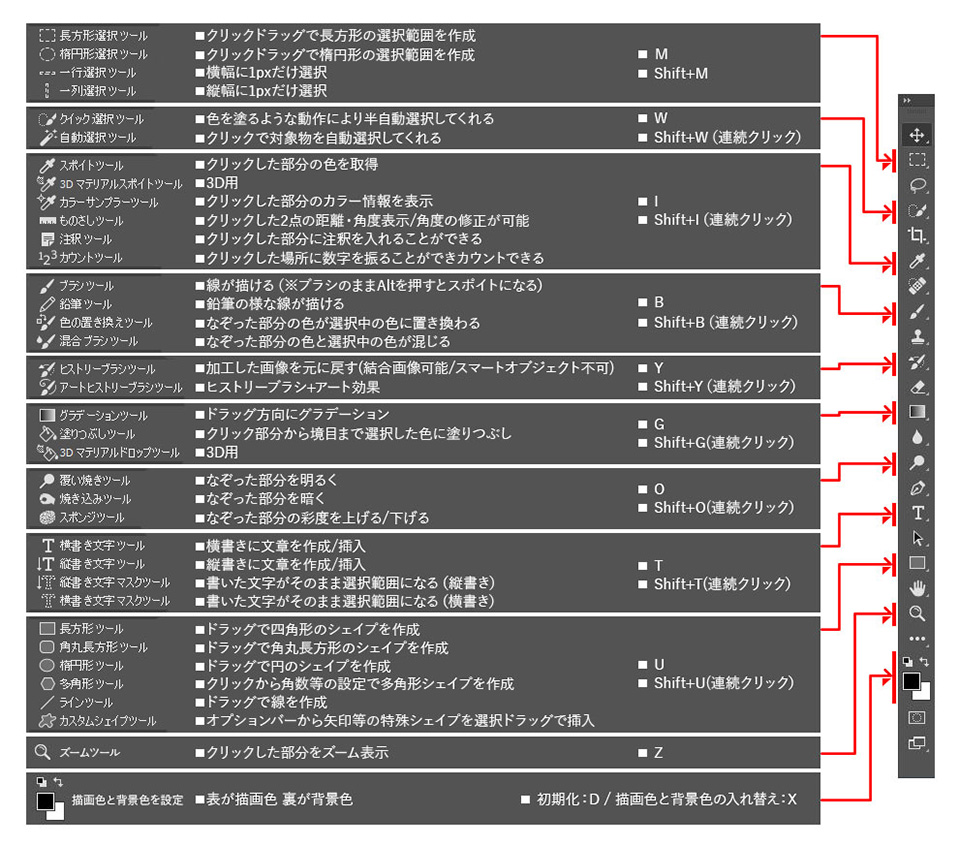 長方形選択ツール ■クリックドラッグで長方形の選択範囲を作成
楕円形選択ツール ■クリックドラッグで楕円形の選択範囲を作成
一行選択ツール ■横幅に1pxだけ選択
一列選択ツール ■縦幅に1pxだけ選択
■ M
■ Shift+M
クイック選択ツール ■色を塗るような動作により半自動選択してくれる ■ W
自動選択ツール ■クリックで対象物を自動選択してくれる ■ Shift+W (連続クリック)
スポイトツール ■クリックした部分の色を取得
3D マテリアルスポイトツール ■3D用
カラーサンプラーツール ■クリックした部分のカラー情報を表示 ■ I
ものさしツール ■クリックした2点の距離・角度表示/角度の修正が可能 ■ Shift+I (連続クリック)
注釈ツール ■クリックした部分に注釈を入れることができる
123 カウントツール ■クリックした場所に数字を振ることができカウントできる
ブラシツール ■線が描ける (※ブラシのままAltを押すとスポイトになる)
鉛筆ツール ■鉛筆の様な線が描ける ■ B
色の置き換えツール ■なぞった部分の色が選択中の色に置き換わる ■ Shift+B (連続クリック)
混合ブラシツール ■なぞった部分の色と選択中の色が混じる
ヒストリーブラシツール ■加工した画像を元に戻す(結合画像可能/スマートオブジェクト不可) ■ Y
アートヒストリーブラシツール ■ヒストリーブラシ+アート効果 ■ Shift+Y (連続クリック)
グラデーションツール ■ドラッグ方向にグラデーション
塗りつぶしツール ■クリック部分から境目まで選択した色に塗りつぶし
3D マテリアルドロップツール ■3D用
■ G
■ Shift+G(連続クリック)
覆い焼きツール ■なぞった部分を明るく
焼き込みツール ■なぞった部分を暗く
スポンジツール ■なぞった部分の彩度を上げる/下げる
■ O
■ Shift+O(連続クリック)
T 横書き文字ツール ■横書きに文章を作成/挿入
T 縦書き文字ツール ■縦書きに文章を作成/挿入 ■ T
縦書き文字マスクツール ■書いた文字がそのまま選択範囲になる (縦書き) ■ Shift+T(連続クリック)
横書き文字マスクツール ■書いた文字がそのまま選択範囲になる (横書き)
長方形ツール ■ドラッグで四角形のシェイプを作成
角丸長方形ツール ■ドラッグで角丸長方形のシェイプを作成
楕円形ツール ■ドラッグで円のシェイプを作成 ■ U
多角形ツール ■クリックから角数等の設定で多角形シェイプを作成 ■ Shift+U(連続クリック)
ラインツール ■ドラッグで線を作成
カスタムシェイプツール ■オプションバーから矢印等の特殊シェイプを選択ドラッグで挿入
ズームツール ■クリックした部分をズーム表示 ■ Z
描画色と背景色を設定 ■表が描画色 裏が背景色 ■ 初期化:D / 描画色と背景色の入れ替え:X
T